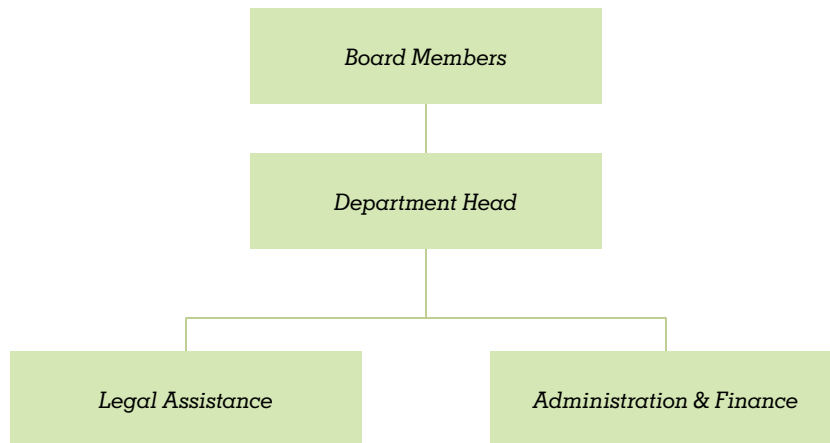 Board Members
Department Head
Legal Assistance
Administration & Finance